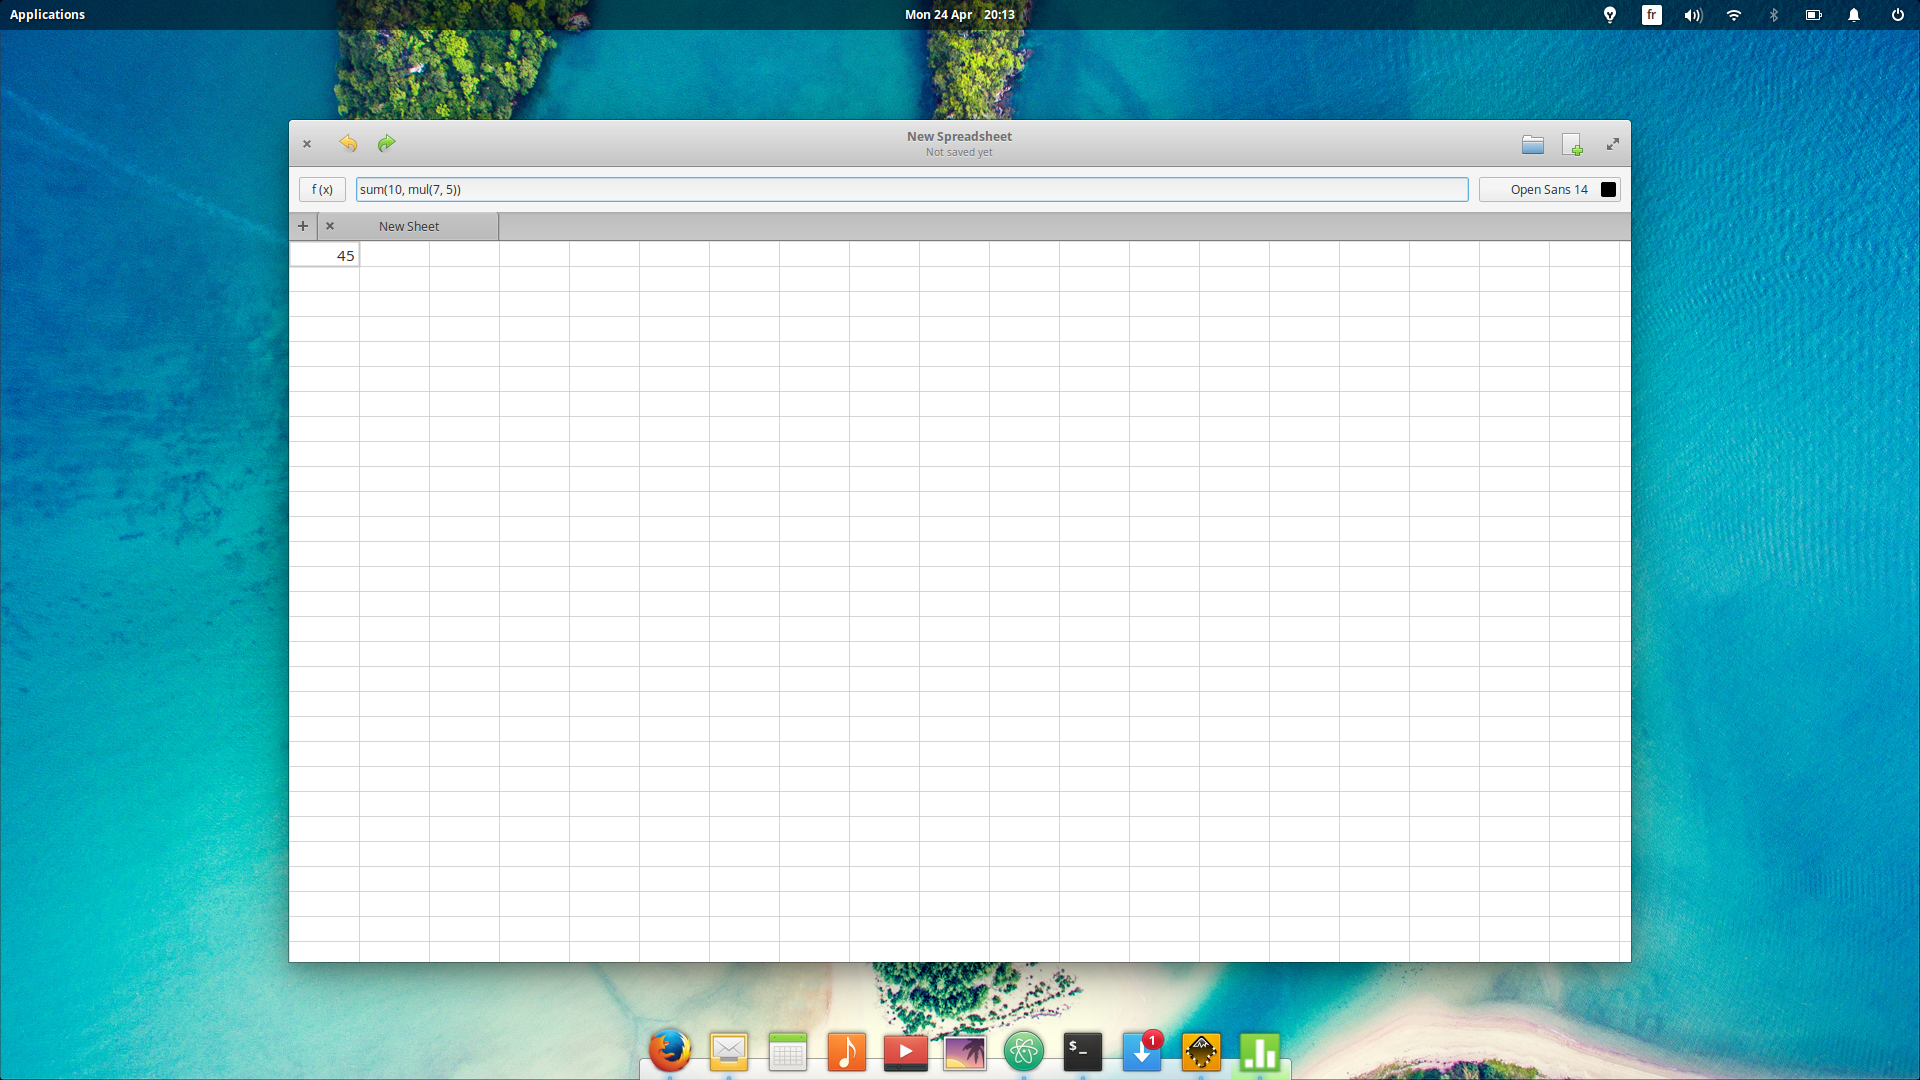 Applications
Mon 24 Apr 20:13
fr
New Spreadsheet
Not saved yet
f (x)
sum(10, mul(7, 5))
Open Sans 14
New Sheet
45
$_
1